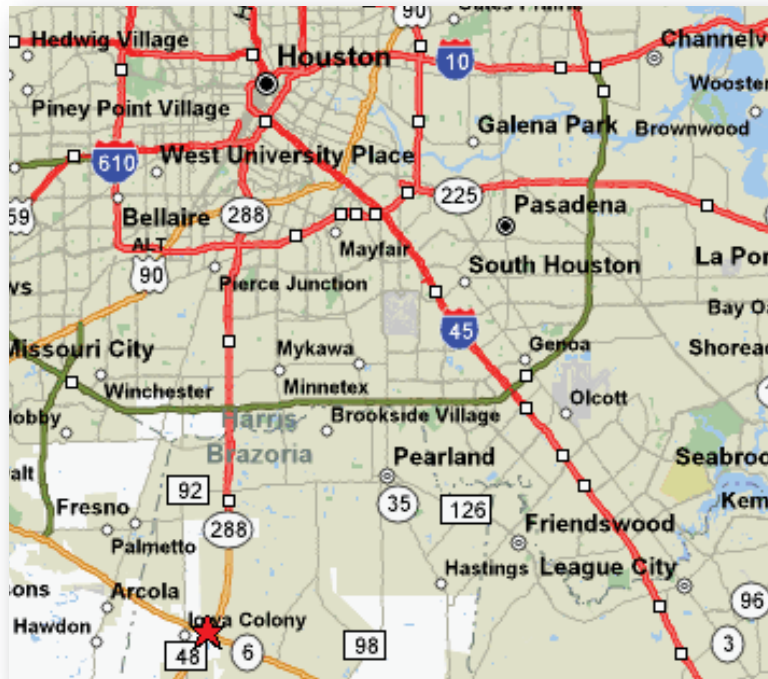 90
Hedwig Village
Channelv
Houston
10
Wooster
Piney Point Village
Galena Park
Brownwood
610
West University Place
59
225
Bellaire
288
Pasadena
ALT
Mayfair
90
La Por
South Houston
Pierce Junction
ws
Bay Oa
45
Missouri City
Mykawa
Genoa
Shoread
Winchester
Minnetex
Olcott
Harris
Brookside Village
Brazoria
Pearland
Seabroo
alt
92
35
126
Kem
Fresno
288
Friendswood
Palmetto
Hastings
League City
sons
Arcola
96
Iowa Colony
Hawdon
98
3
48
6